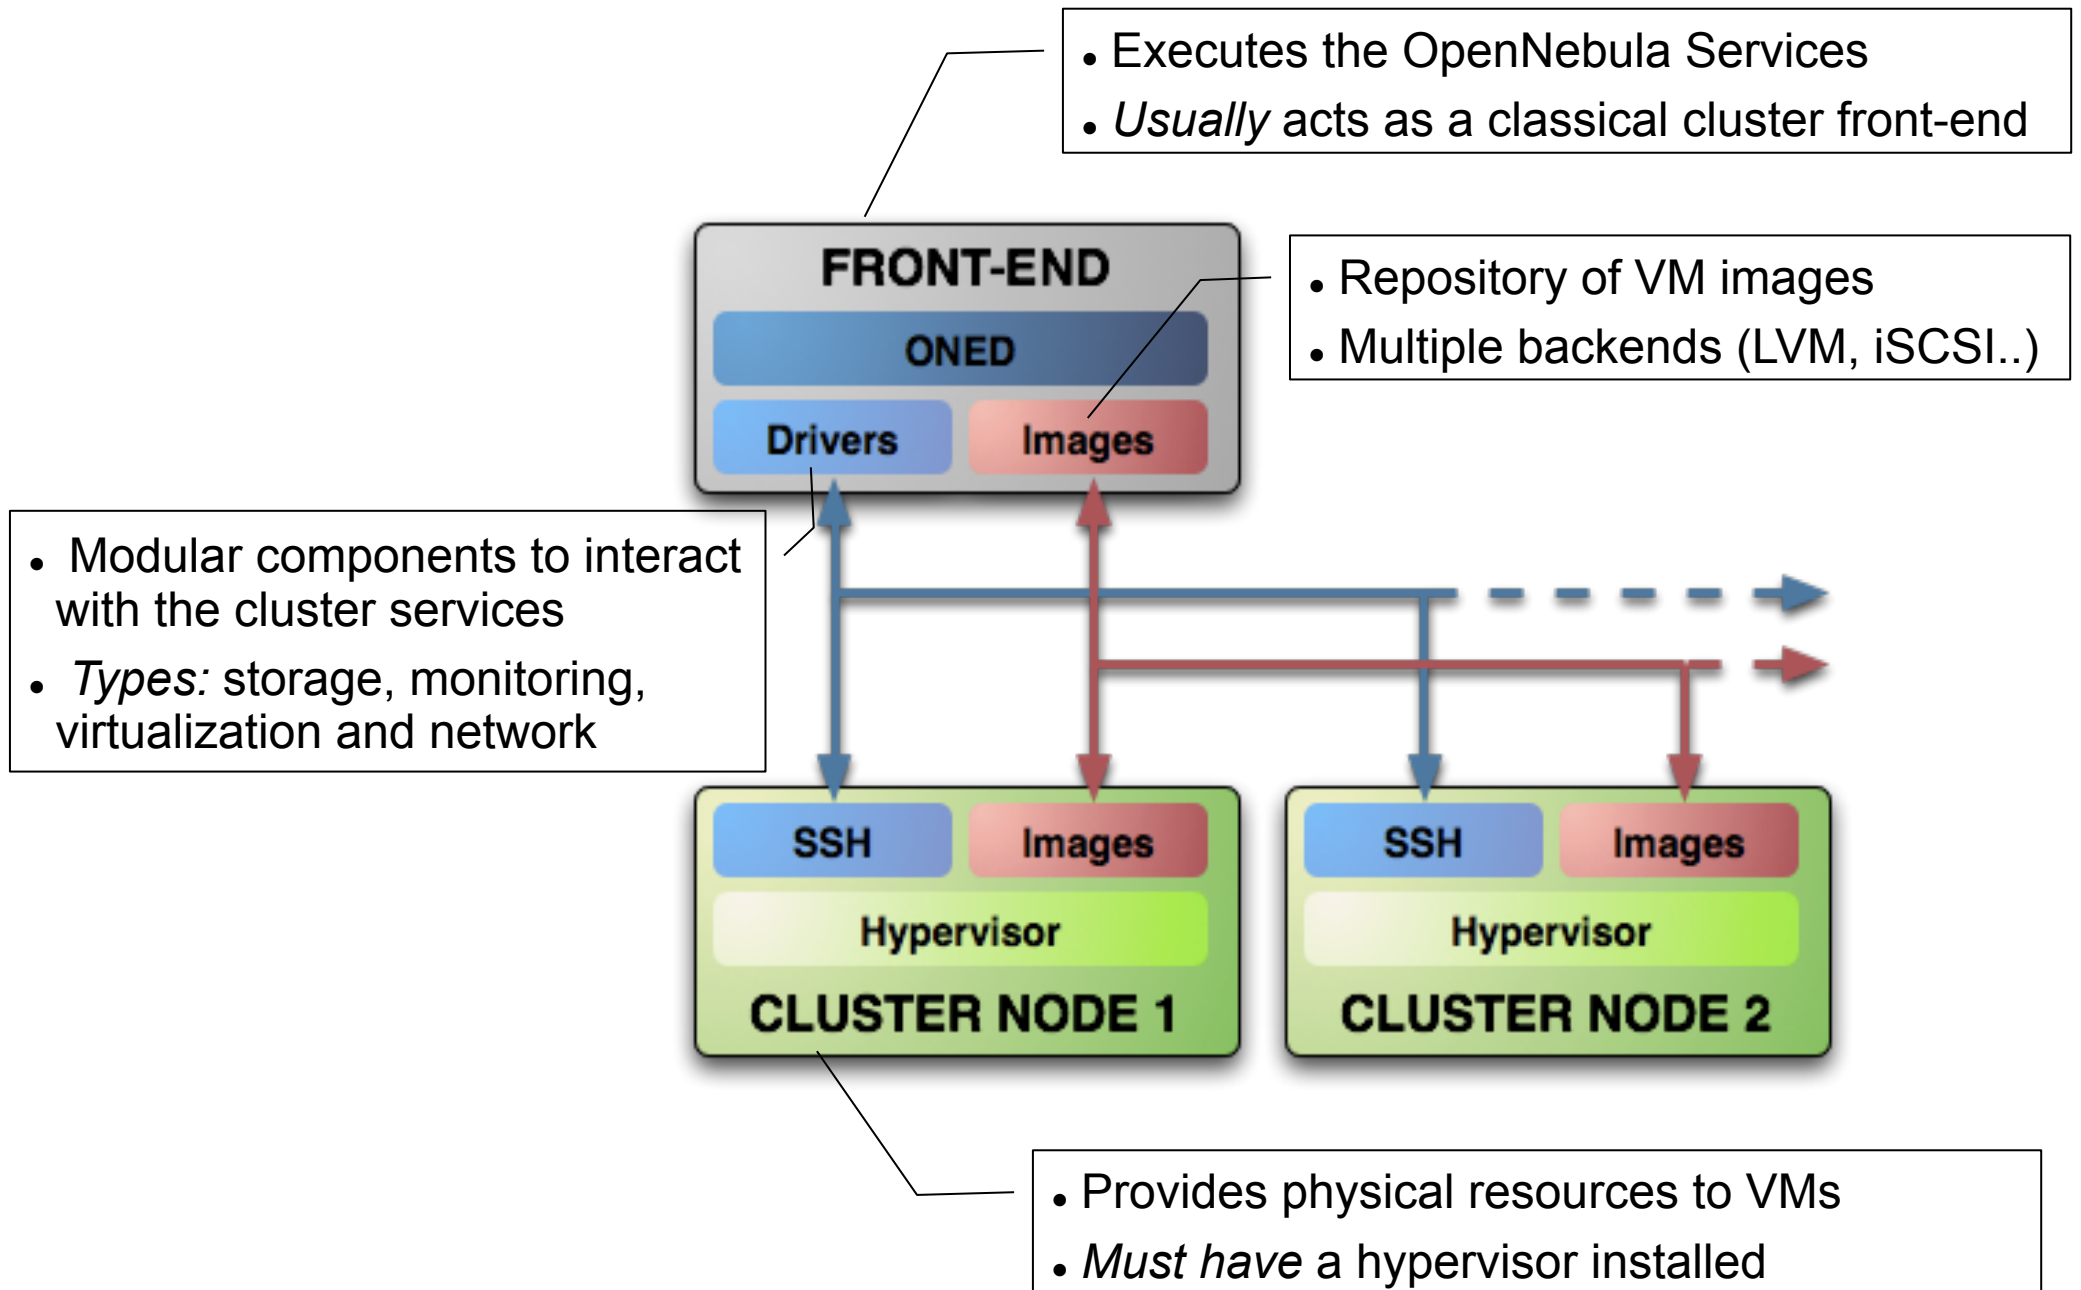 • Executes the OpenNebula Services
• Usually acts as a classical cluster front-end
FRONT-END
ONED
Drivers
Images
• Repository of VM images
• Multiple backends (LVM, iSCSI..)
• Modular components to interact
with the cluster services
• Types: storage, monitoring,
virtualization and network
SSH
Images
Hypervisor
CLUSTER NODE 1
SSH
Images
Hypervisor
CLUSTER NODE 2
• Provides physical resources to VMs
• Must have a hypervisor installed